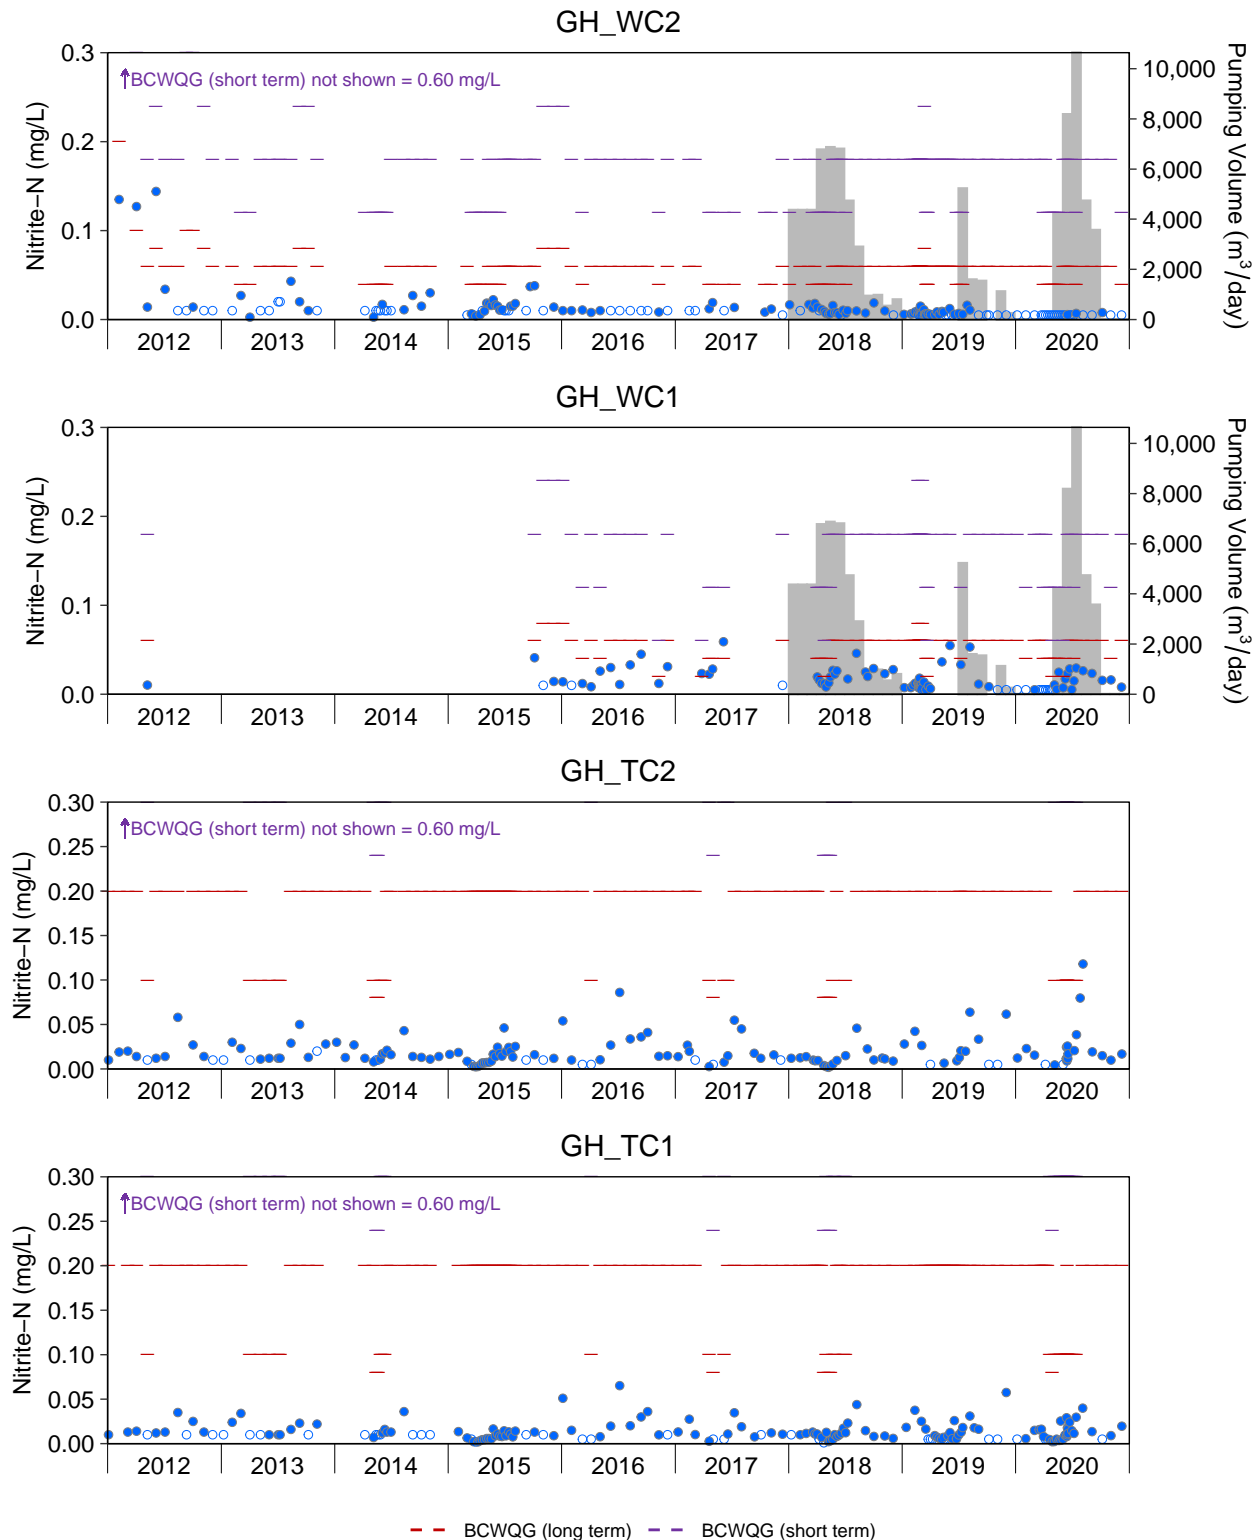 GH_WC2
Nitrite−N (mg/L)
0.3
0.2
0.1
0.0
BCWQG (short term) not shown = 0.60 mg/L
10,000
8,000
6,000
4,000
2,000
0
Pumping Volume (m³/day)
2012 2013 2014 2015 2016 2017 2018 2019 2020
GH_WC1
Nitrite−N (mg/L)
0.3
0.2
0.1
0.0
10,000
8,000
6,000
4,000
2,000
0
Pumping Volume (m³/day)
2012 2013 2014 2015 2016 2017 2018 2019 2020
GH_TC2
Nitrite−N (mg/L)
0.30
0.25
0.20
0.15
0.10
0.05
0.00
BCWQG (short term) not shown = 0.60 mg/L
2012 2013 2014 2015 2016 2017 2018 2019 2020
GH_TC1
Nitrite−N (mg/L)
0.30
0.25
0.20
0.15
0.10
0.05
0.00
BCWQG (short term) not shown = 0.60 mg/L
2012 2013 2014 2015 2016 2017 2018 2019 2020
BCWQG (long term) BCWQG (short term)